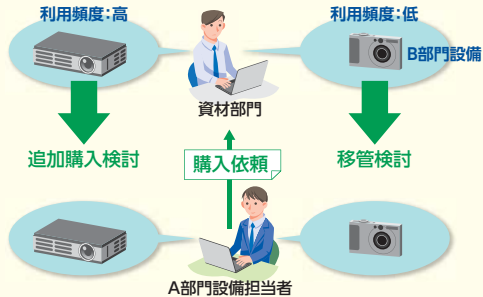 利用頻度:高
利用頻度:低
B部門設備
資材部門
追加購入検討
購入依頼
移管検討
A部門設備担当者